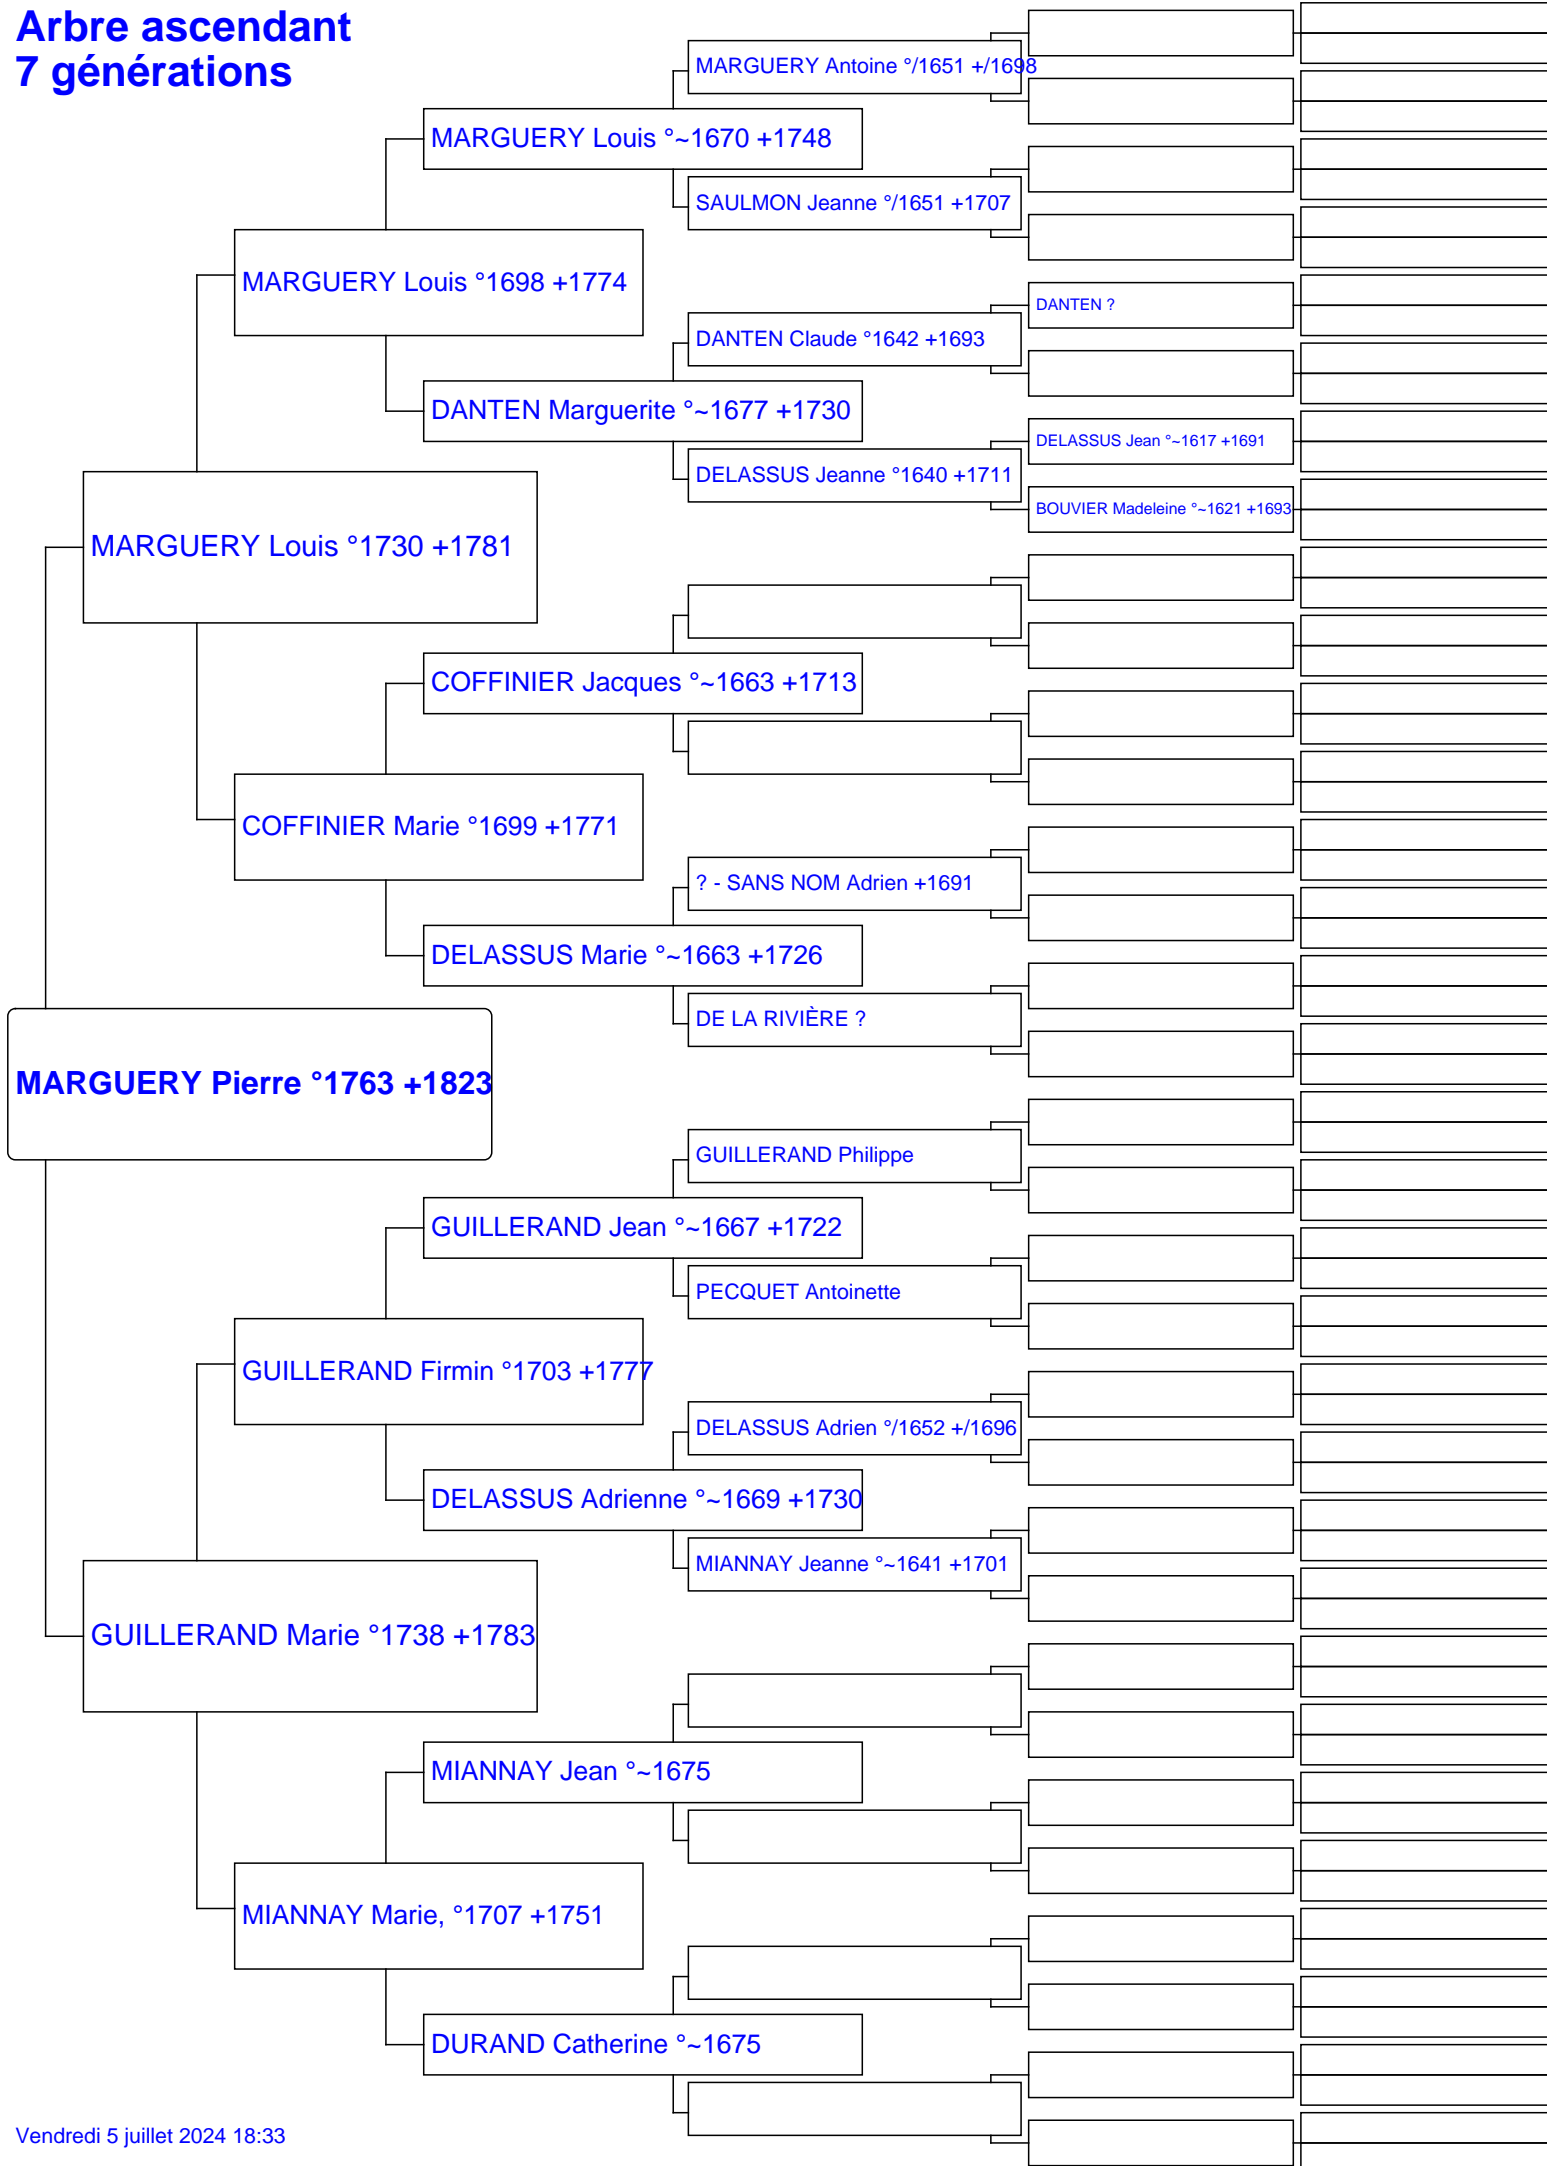 Arbre ascendant
7 générations
MARGUERY Antoine °/1651 +/1698
MARGUERY Louis °~1670 +1748
SAULMON Jeanne °/1651 +1707
MARGUERY Louis °1698 +1774
DANTEN ?
DANTEN Claude °1642 +1693
DANTEN Marguerite °~1677 +1730
DELASSUS Jean °~1617 +1691
DELASSUS Jeanne °1640 +1711
BOUVIER Madeleine °~1621 +1693
MARGUERY Louis °1730 +1781
COFFINIER Jacques °~1663 +1713
COFFINIER Marie °1699 +1771
? - SANS NOM Adrien +1691
DELASSUS Marie °~1663 +1726
DE LA RIVIÈRE ?
MARGUERY Pierre °1763 +1823
GUILLERAND Philippe
GUILLERAND Jean °~1667 +1722
PECQUET Antoinette
GUILLERAND Firmin °1703 +1777
DELASSUS Adrien °/1652 +/1696
DELASSUS Adrienne °~1669 +1730
MIANNAY Jeanne °~1641 +1701
GUILLERAND Marie °1738 +1783
MIANNAY Jean °~1675
MIANNAY Marie, °1707 +1751
DURAND Catherine °~1675
Vendredi 5 juillet 2024 18:33